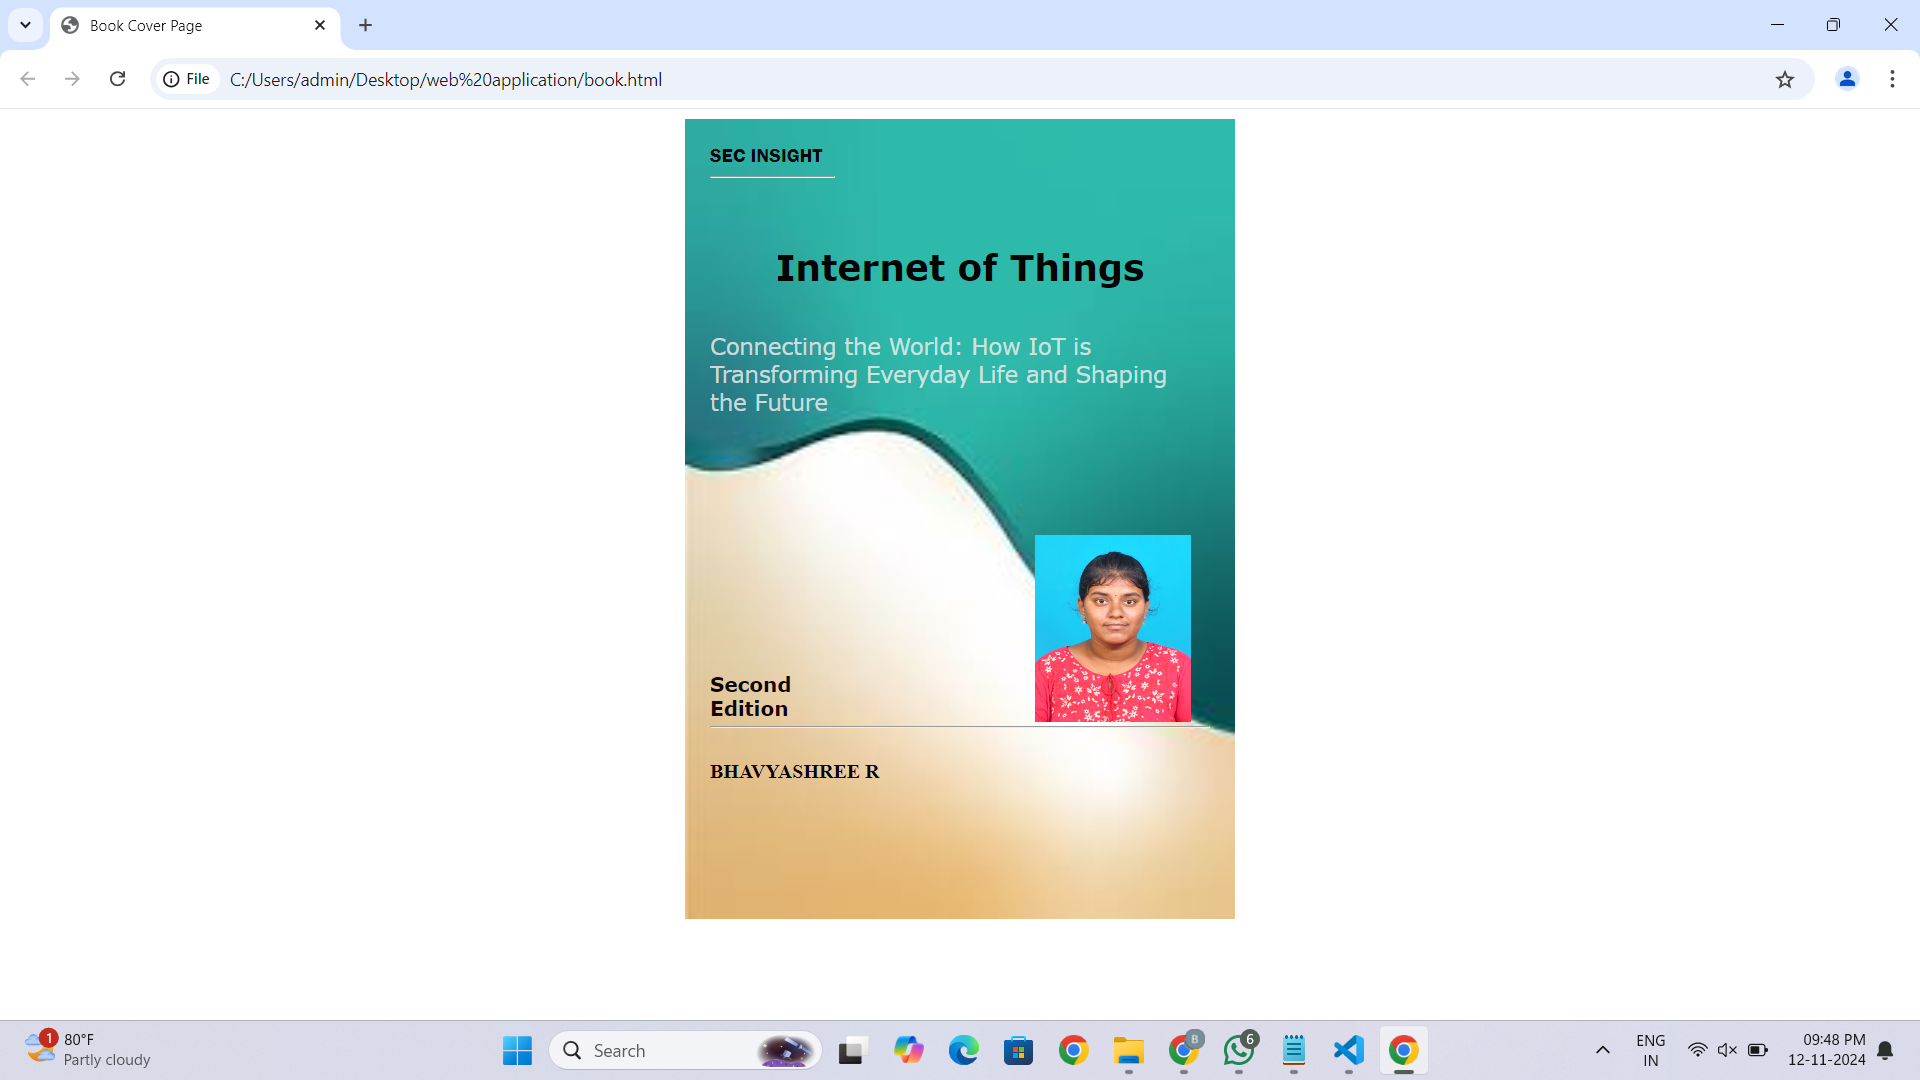 Book Cover Page
File
C:/Users/admin/Desktop/web%20application/book.html
SEC INSIGHT
Internet of Things
Connecting the World: How IoT is
Transforming Everyday Life and Shaping
the Future
Second
Edition
BHAVYASHREE R
1
80°F
Partly cloudy
Search
B
6
ENG
IN
09:48 PM
12-11-2024